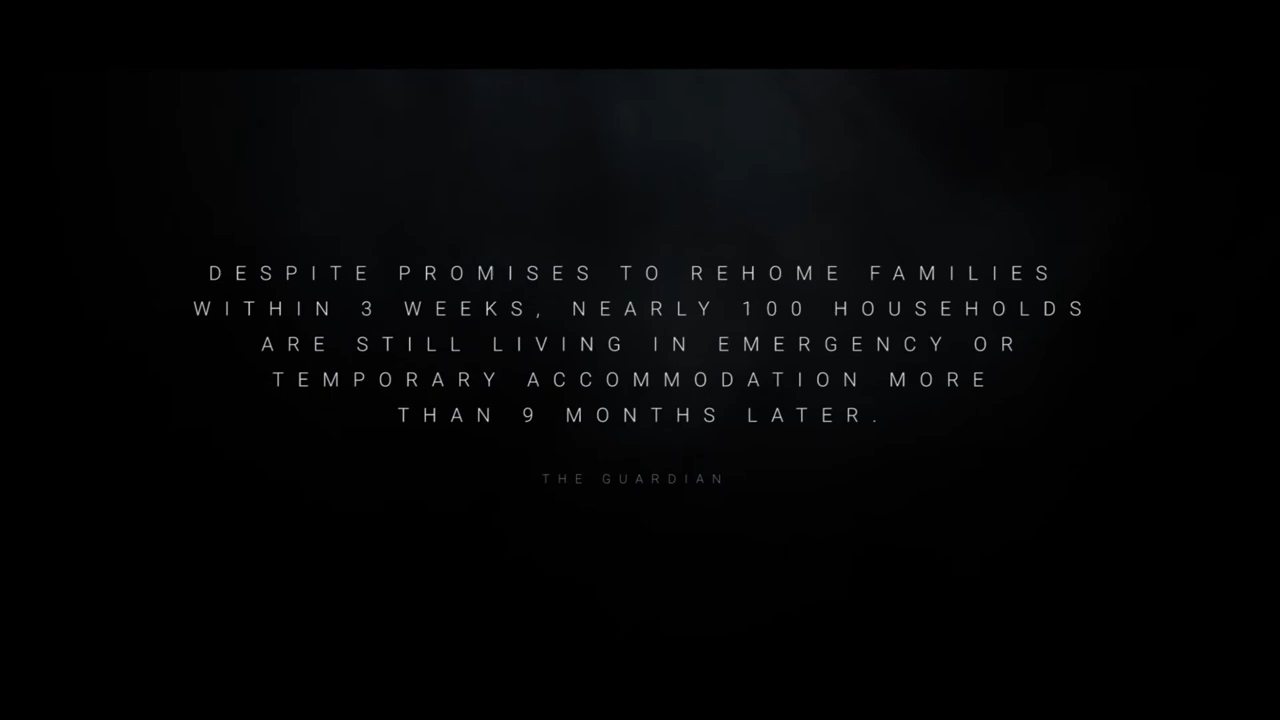 DESPITE PROMISES TO REHOME FAMILIES
WITHIN 3 WEEKS, NEARLY 100 HOUSEHOLDS
ARE STILL LIVING IN EMERGENCY OR
TEMPORARY ACCOMMODATION MORE
THAN 9 MONTHS LATER.
THE GUARDIAN